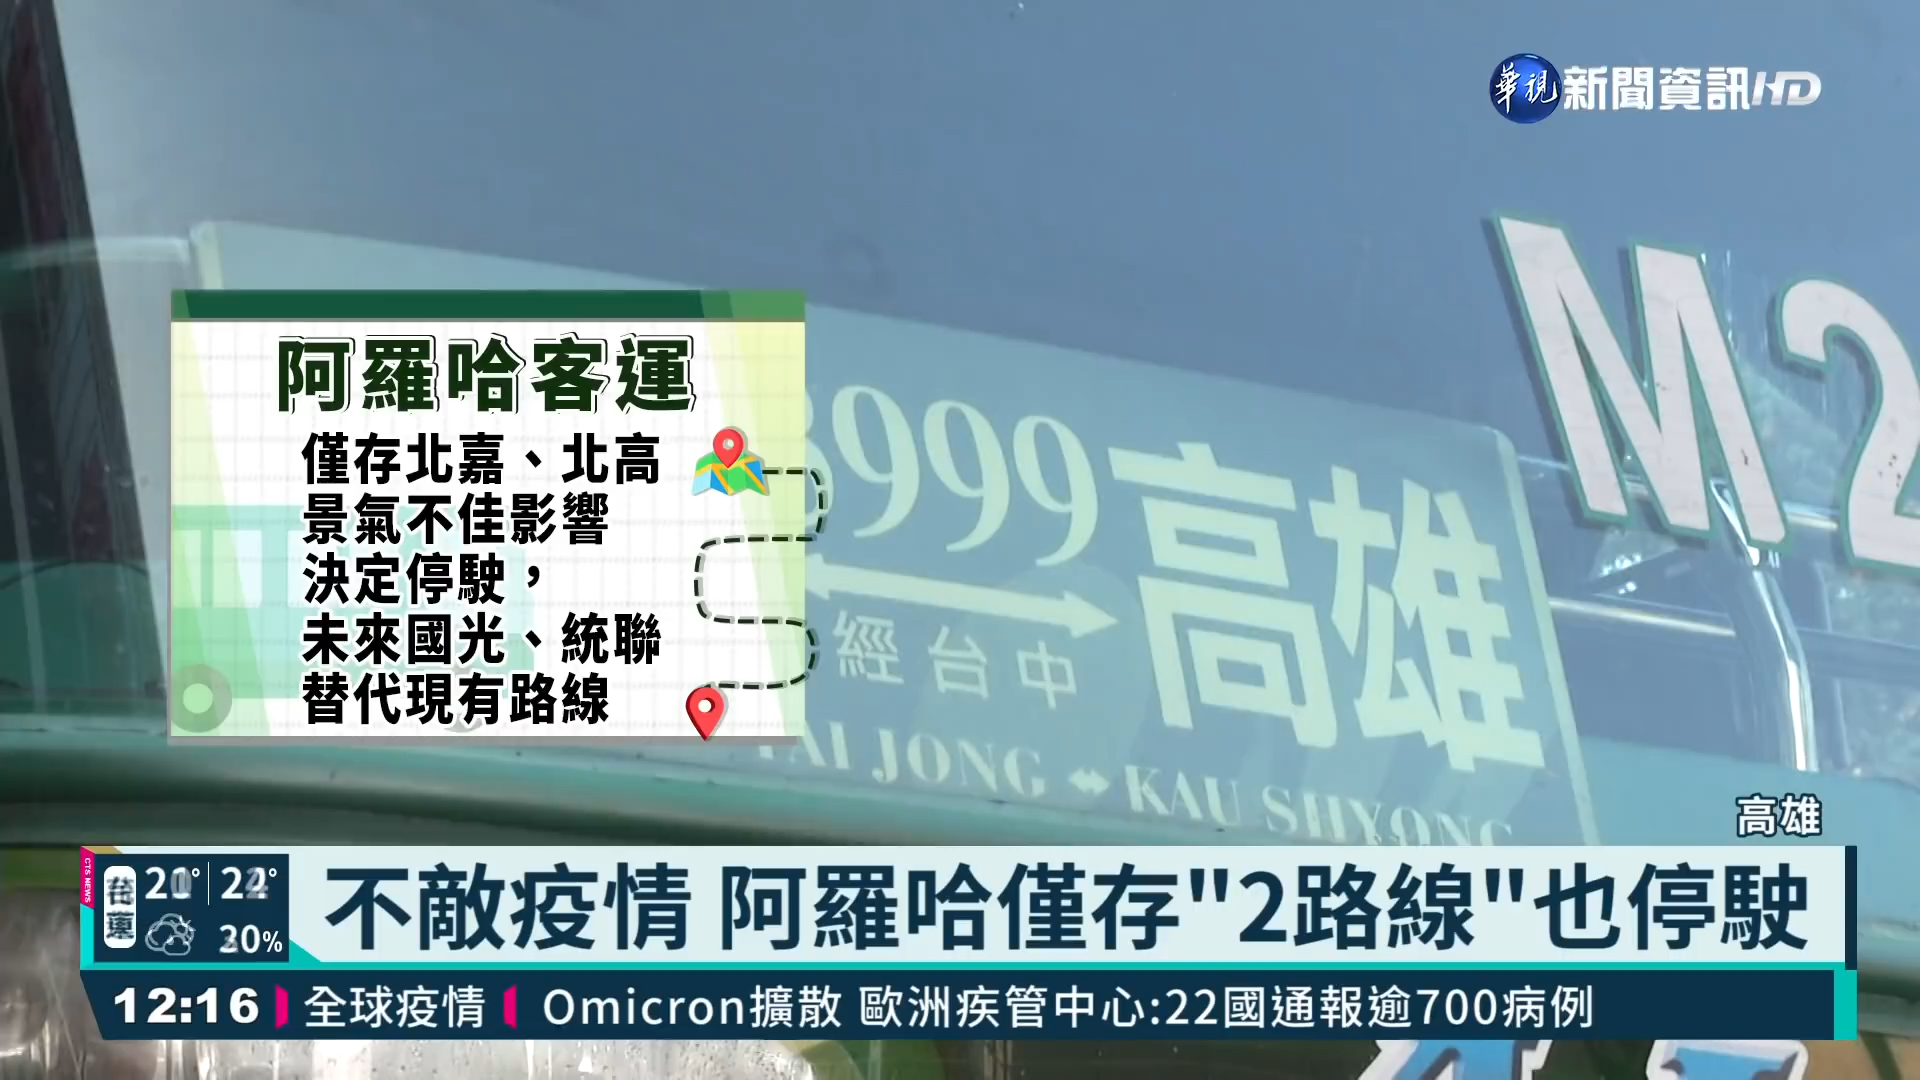 華視新聞資訊HD
M2
阿羅哈客運
僅存北嘉、北高
景氣不佳影響
決定停駛，
未來國光、統聯
替代現有路線
999
高雄
經台中
TAI JONG ⬌ KAU SHYONG
高雄
CTS NEWS
不敵疫情 阿羅哈僅存"2路線"也停駛
12:16 全球疫情 Omicron擴散 歐洲疾管中心:22國通報逾700病例